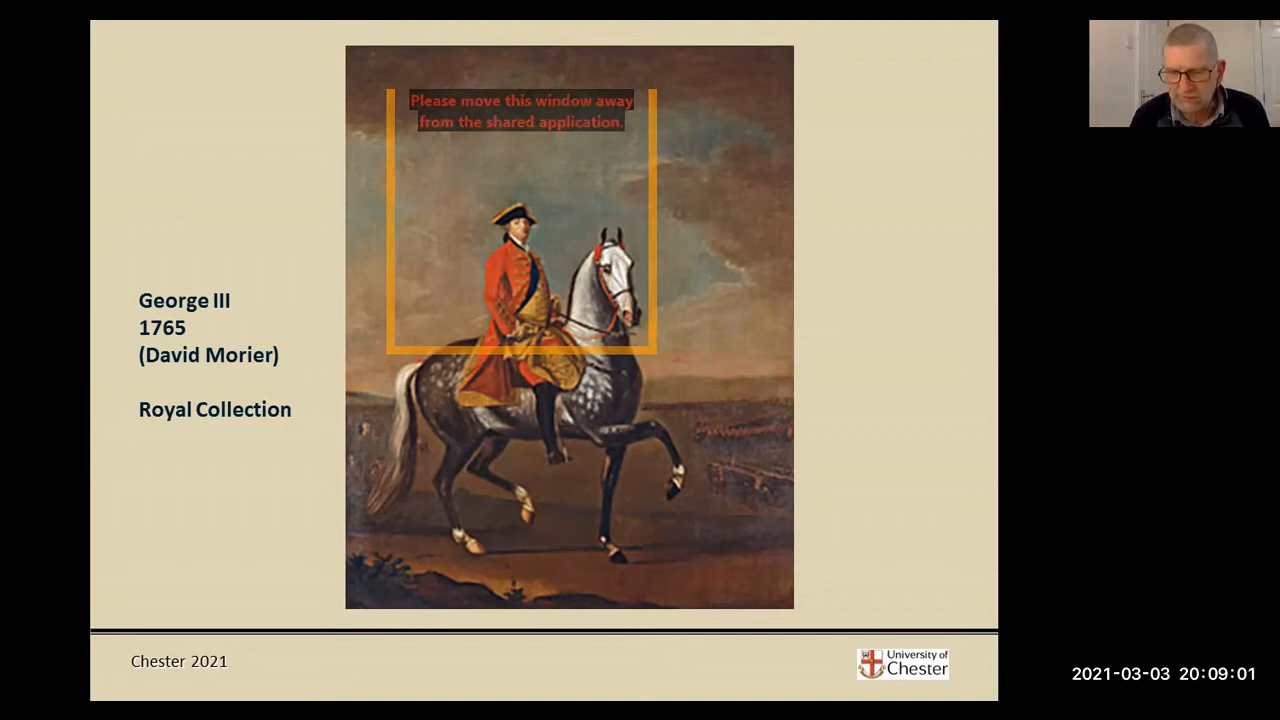 Please move this window away
from the shared application.
George III
1765
(David Morier)
Royal Collection
Chester 2021
University of
Chester
2021-03-03 20:09:01